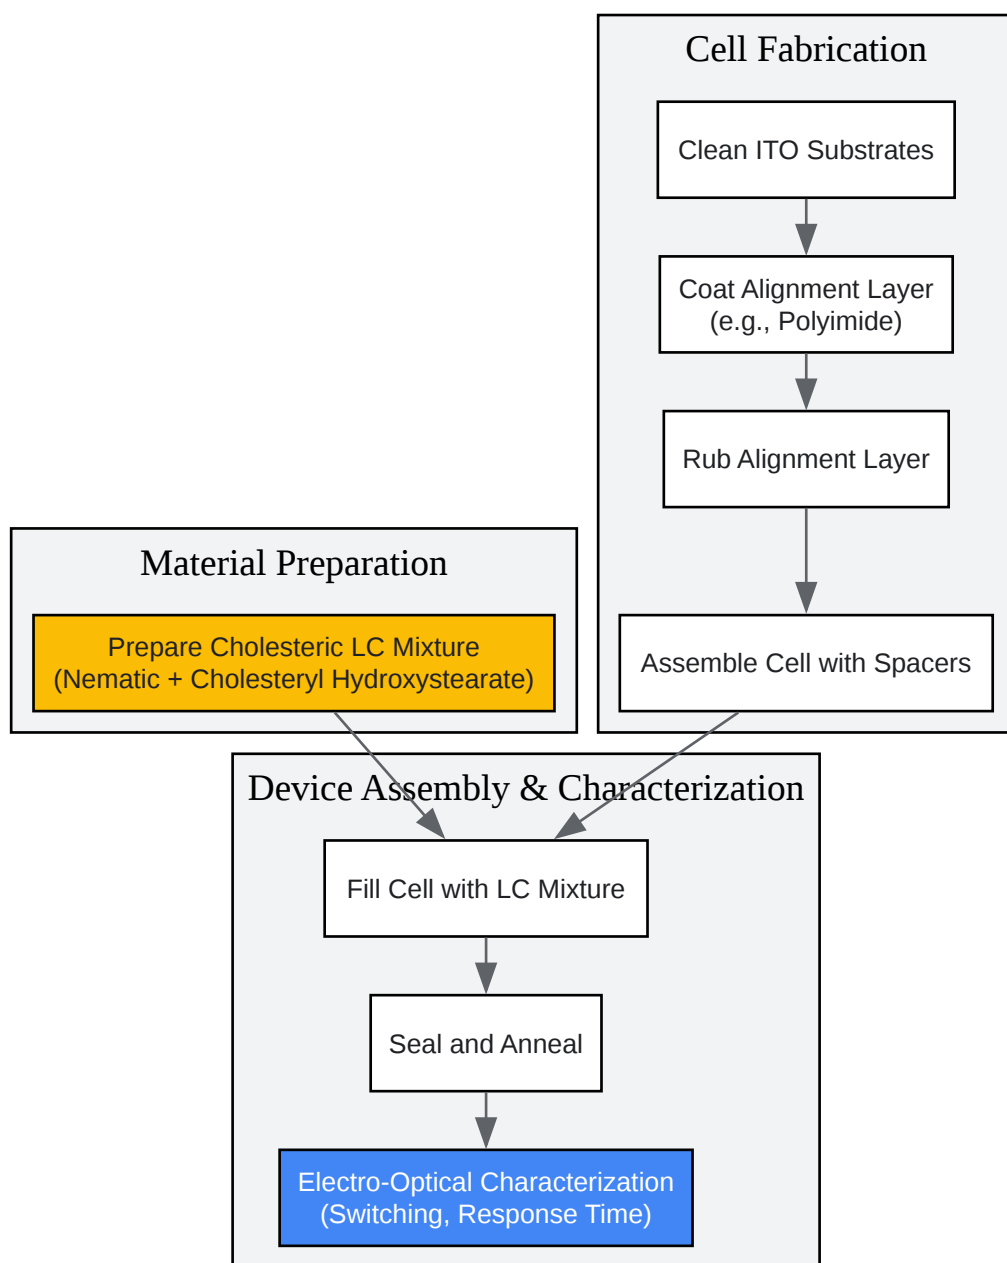 Cell Fabrication
Clean ITO Substrates
Coat Alignment Layer
(e.g., Polyimide)
Rub Alignment Layer
Assemble Cell with Spacers
Material Preparation
Prepare Cholesteric LC Mixture
(Nematic + Cholesteryl Hydroxystearate)
Device Assembly & Characterization
Fill Cell with LC Mixture
Seal and Anneal
Electro-Optical Characterization
(Switching, Response Time)